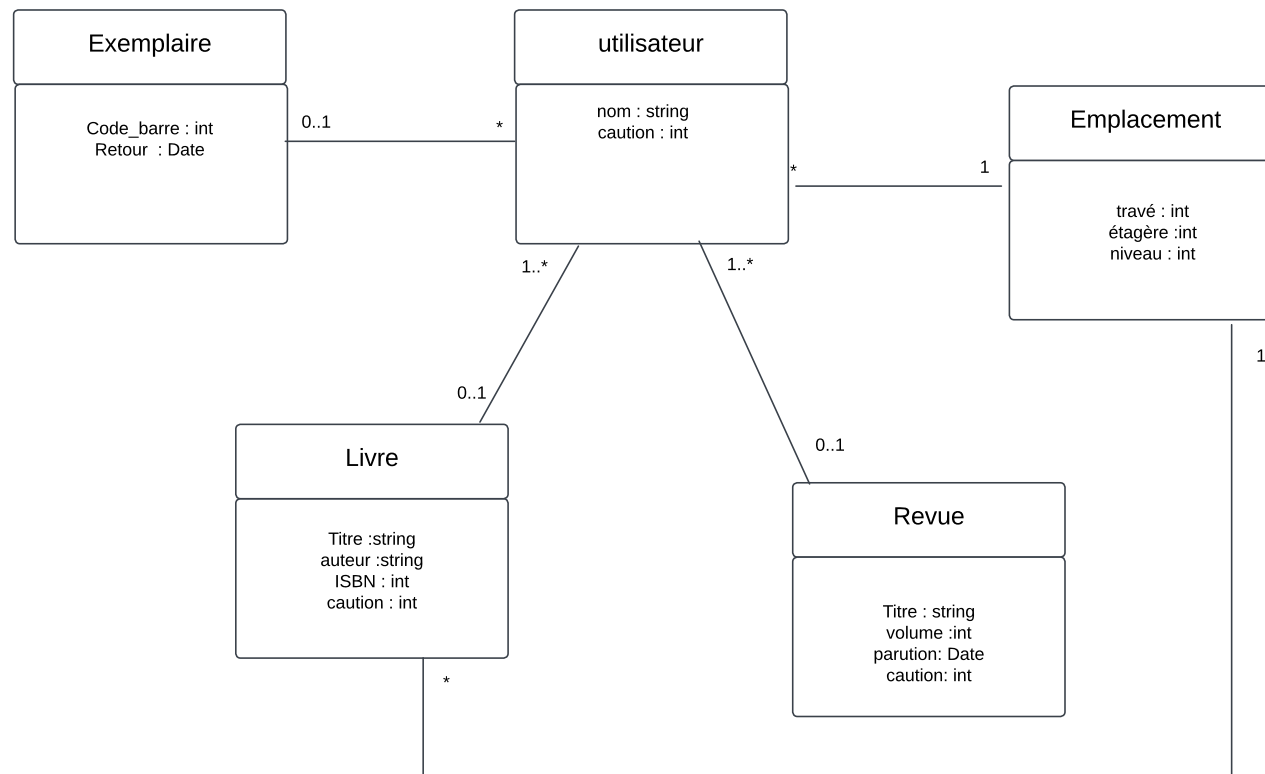 Exemplaire
Code_barre : int
Retour  : Date
0..1
*
utilisateur
nom : string
caution : int
*
1
Emplacement
travé : int
étagère :int
niveau : int
1
1..*
0..1
1..*
0..1
Livre
Titre :string
auteur :string
ISBN : int
caution : int
*
Revue
Titre : string
volume :int
parution: Date
caution: int